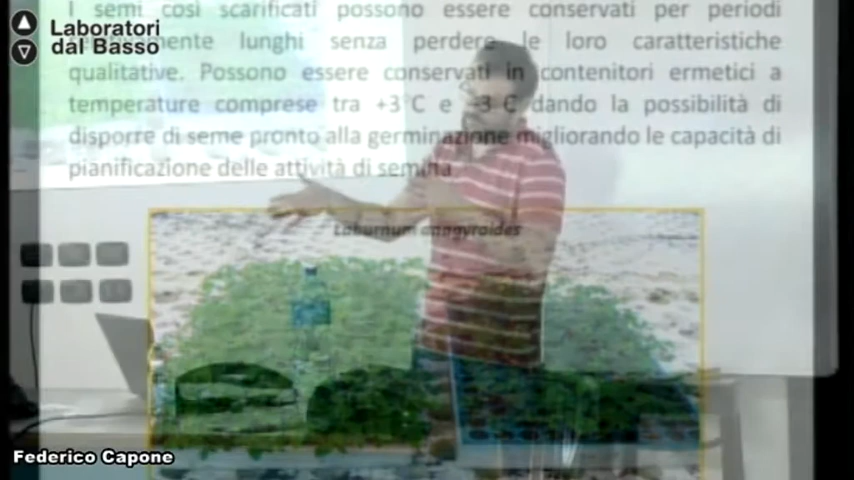 Laboratori
dal Basso
I semi così scarificati possono essere conservati per periodi
lunghi senza perdere le loro caratteristiche
qualitative. Possono essere conservati in contenitori ermetici a
temperature comprese tra +3°C e -3°C dando la possibilità di
disporre di seme pronto alla germinazione migliorando le capacità di
pianificazione delle attività di semina
Laburnum anagyroides
Federico Capone